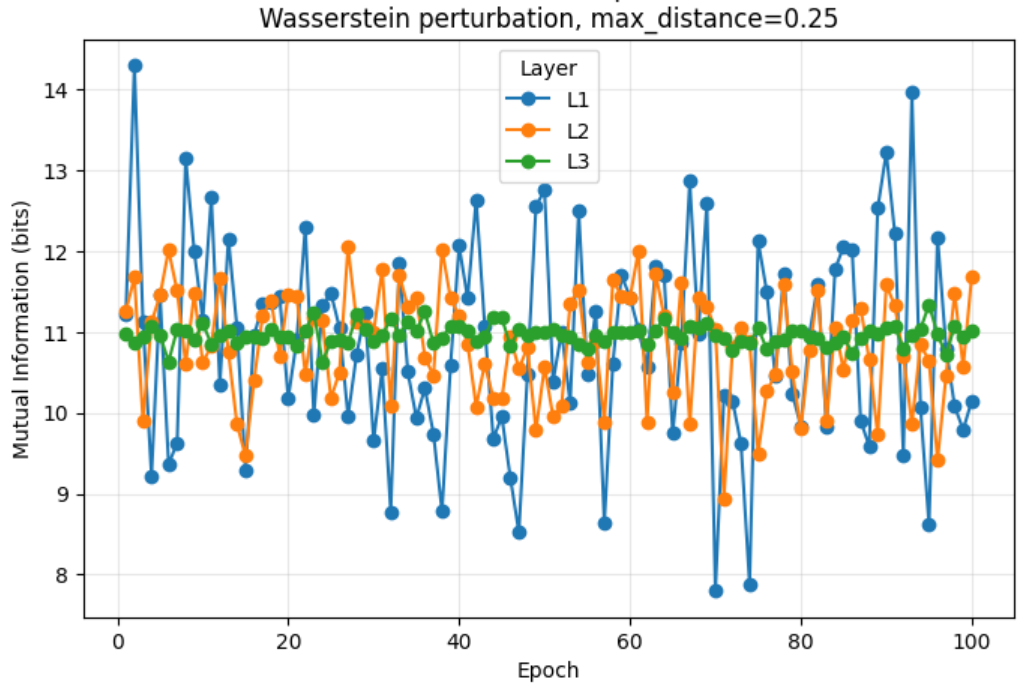 Wasserstein perturbation, max_distance=0.25
Layer
L1
L2
L3
Mutual Information (bits)
14
13
12
11
10
9
8
0 20 40 60 80 100
Epoch